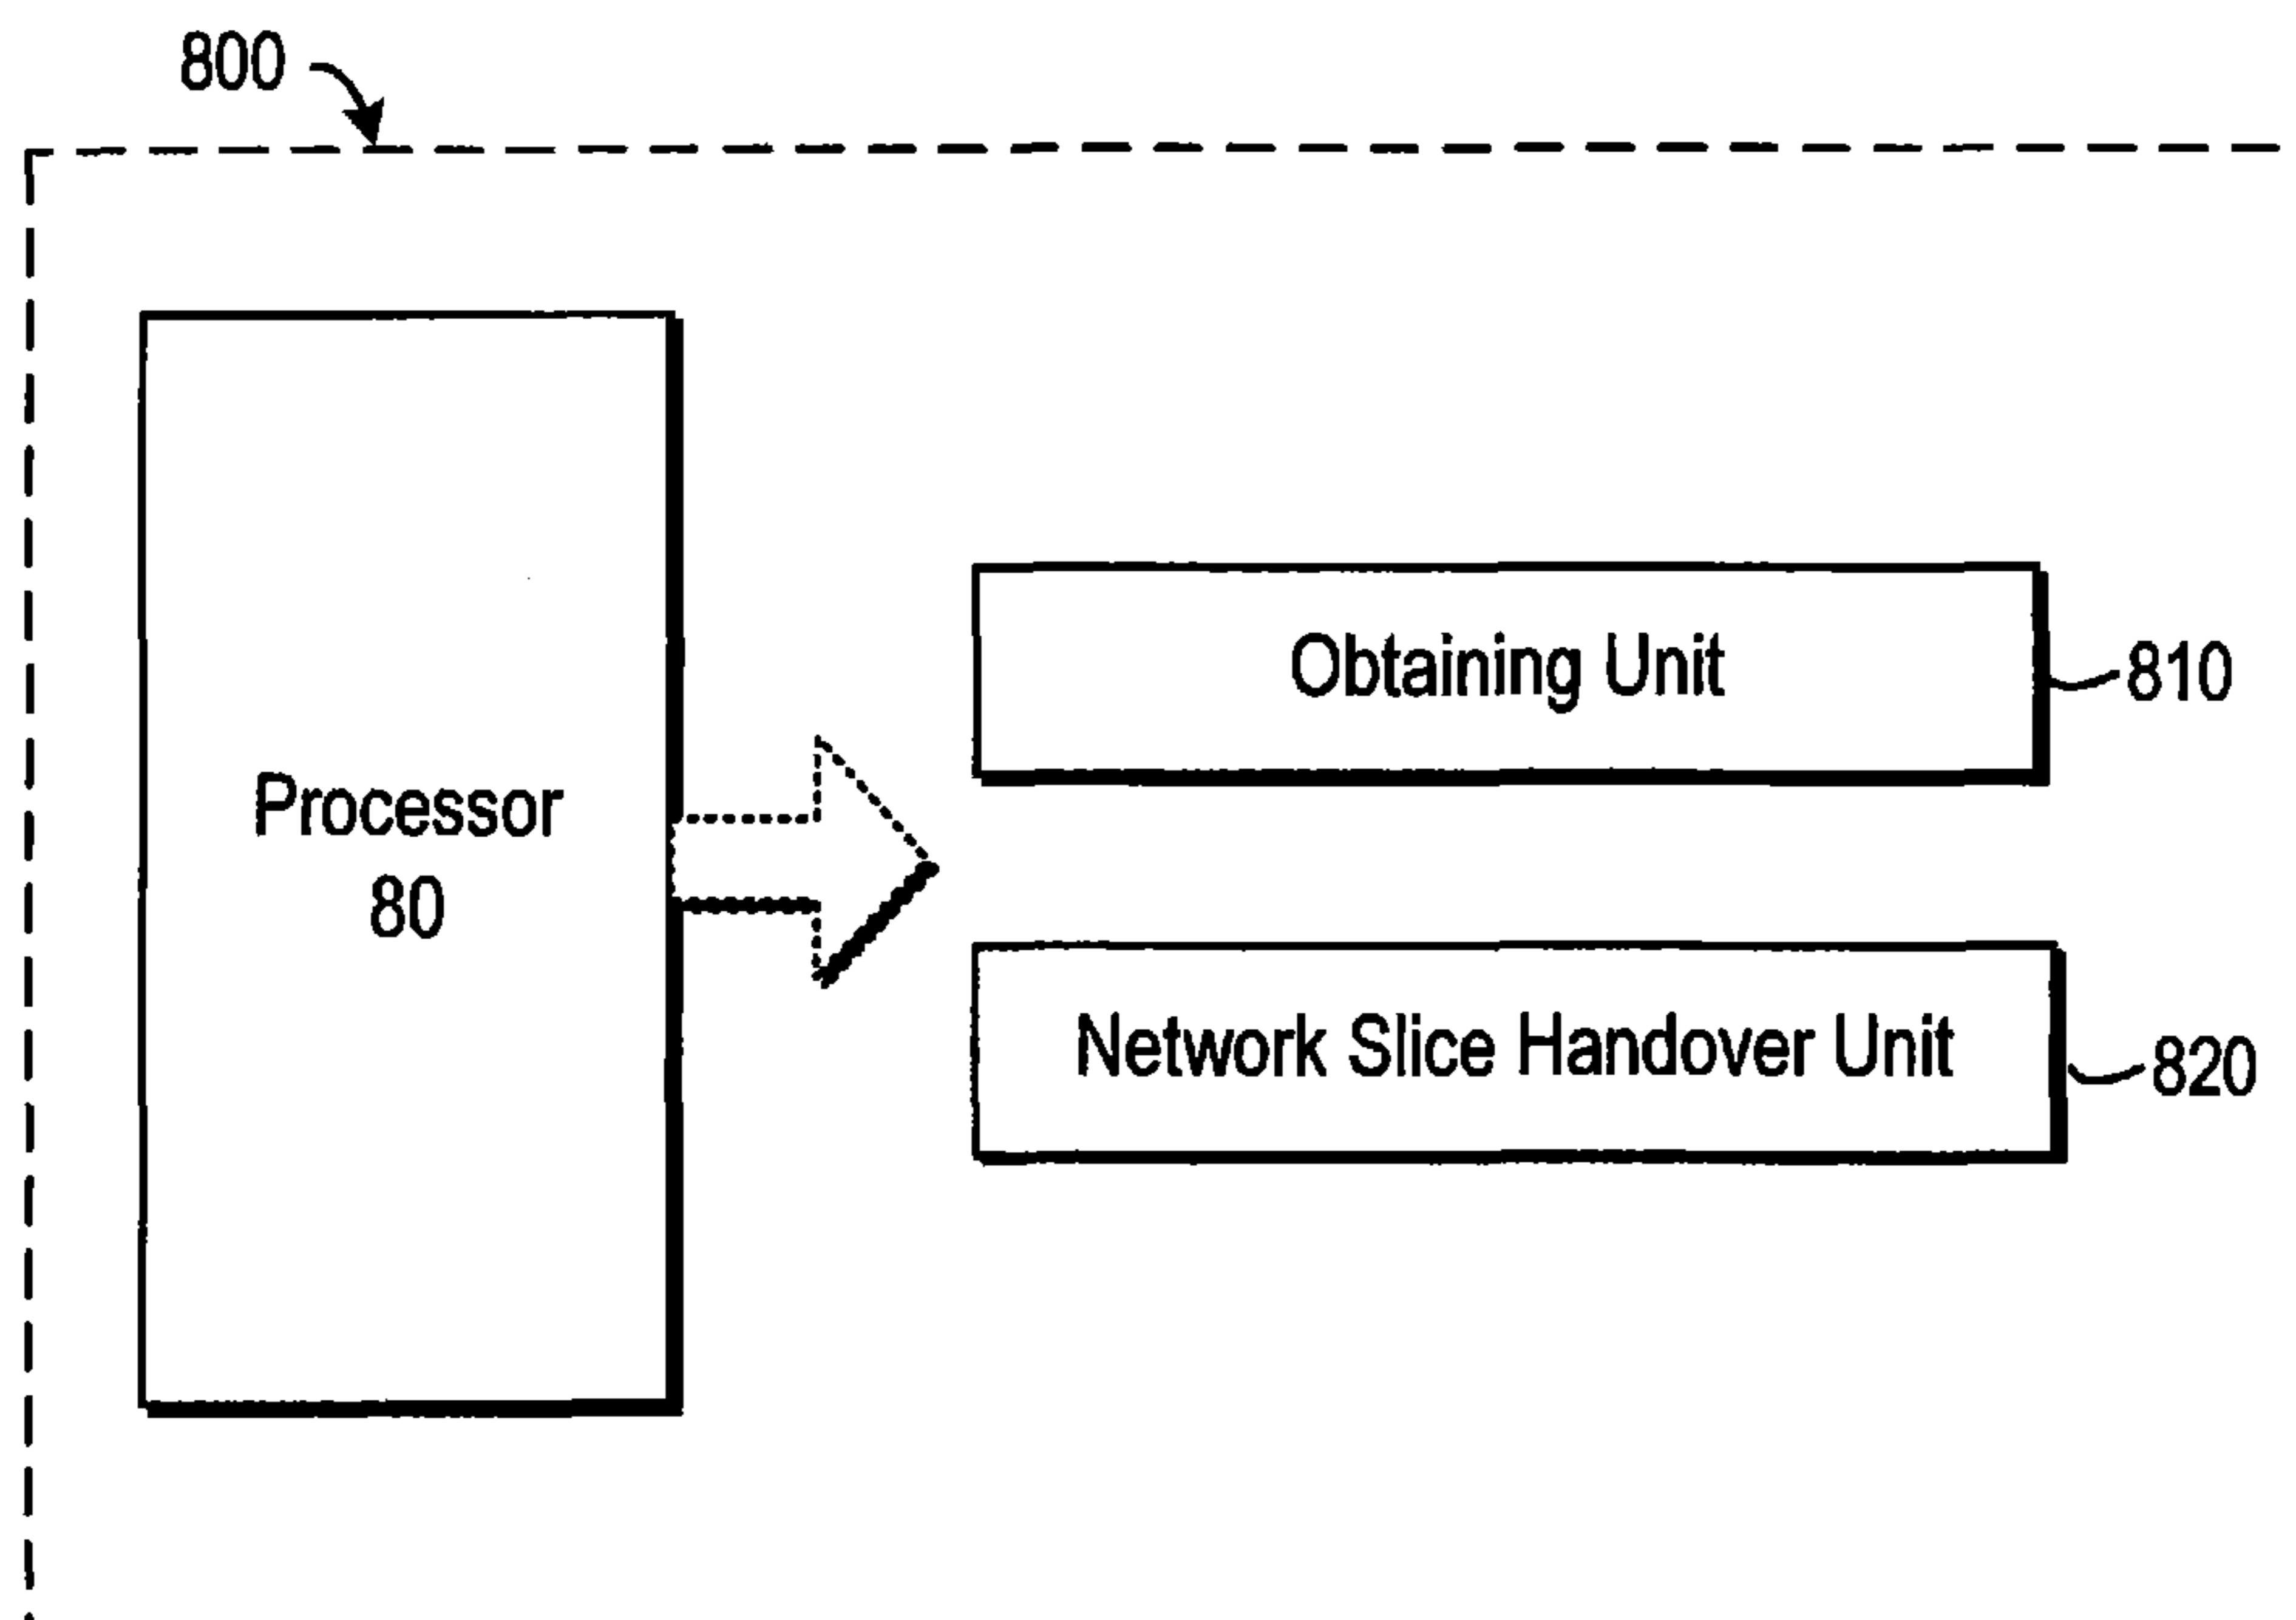 800
Obtaining Unit
810
Processor
80
Network Slice Handover Unit
820